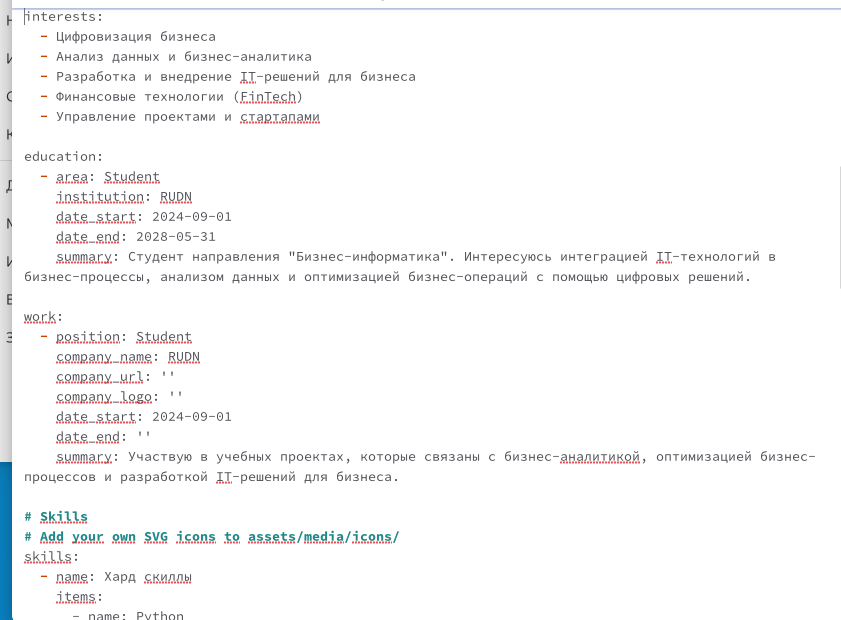 interests:
  - Цифровизация бизнеса
  - Анализ данных и бизнес-аналитика
  - Разработка и внедрение IT-решений для бизнеса
  - Финансовые технологии (FinTech)
  - Управление проектами и стартапами

education:
  - area: Student
    institution: RUDN
    date_start: 2024-09-01
    date_end: 2028-05-31
    summary: Студент направления "Бизнес-информатика". Интересуюсь интеграцией IT-технологий в
бизнес-процессы, анализом данных и оптимизацией бизнес-операций с помощью цифровых решений.

work:
  - position: Student
    company_name: RUDN
    company_url: ''
    company_logo: ''
    date_start: 2024-09-01
    date_end: ''
    summary: Участвую в учебных проектах, которые связаны с бизнес-аналитикой, оптимизацией бизнес-
процессов и разработкой IT-решений для бизнеса.

# Skills
# Add your own SVG icons to assets/media/icons/
skills:
  - name: Хард скиллы
    items:
      - name: Python